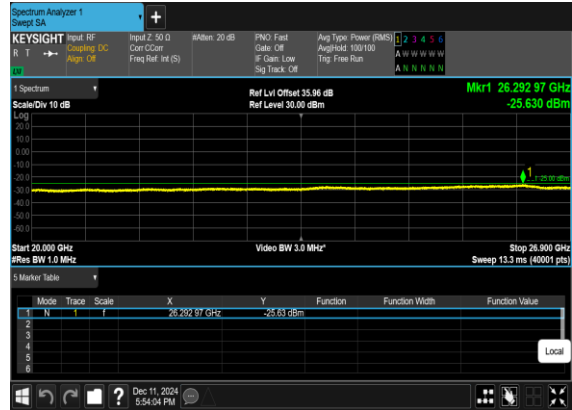 Spectrum Analyzer 1
Swept SA
+
KEYSIGHT Input: RF Input Z: 50 Ω #Atten: 20 dB PNO: Fast Avg Type: Power (RMS) 1 2 3 4 5 6
R T Coupling: DC Corr CCorr Gate: Off Avg|Hold: 100/100 A W W W W W
Align: Off Freq Ref: Int (S) IF Gain: Low Trig: Free Run
Sig Track: Off A N N N N N
1 Spectrum
Ref Lvl Offset 35.96 dB Mkr1 26.292 97 GHz
Scale/Div 10 dB Ref Level 30.00 dBm -25.630 dBm
Log
20.0
10.0
0.00
-10.0
1
-20.0
-25.00 dBm
-30.0
-40.0
-50.0
-60.0
Start 20.000 GHz Video BW 3.0 MHz* Stop 26.900 GHz
#Res BW 1.0 MHz Sweep 13.3 ms (40001 pts)
5 Marker Table
Mode Trace Scale X Y Function Function Width Function Value
1 N 1 f 26.292 97 GHz -25.63 dBm
2
3
4
5
6
Local
? Dec 11, 2024
5:54:04 PM